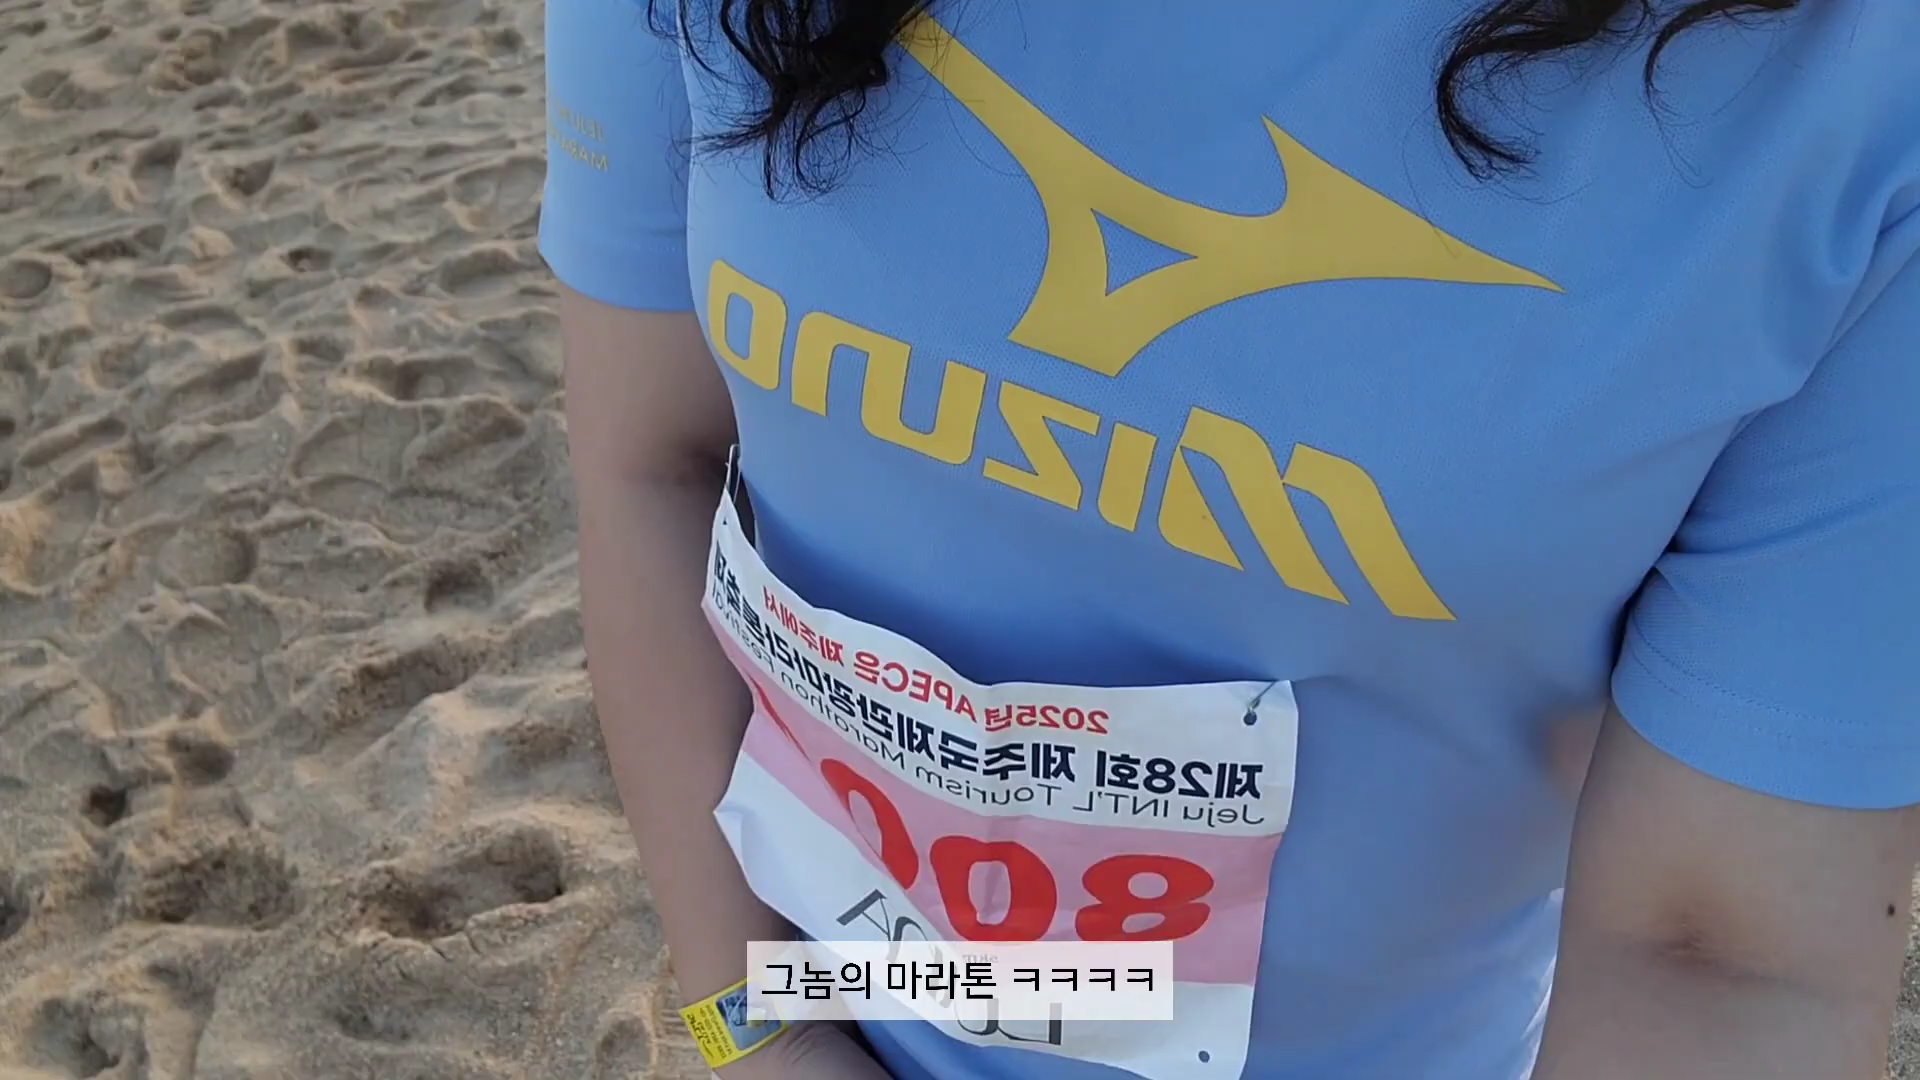 MIZUNO
2025년 APEC은 제주에서
제28회 제주국제관광마라톤축제
Jeju INT'L Tourism Marathon Festival
800
그놈의 마라톤 ㅋㅋㅋㅋ